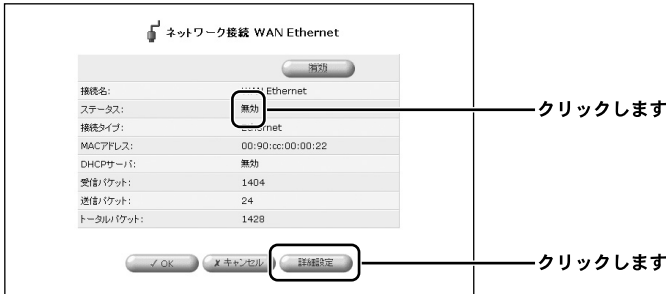 ネットワーク接続 WAN Ethernet
有効
接続名: WAN Ethernet
ステータス: 無効
クリックします
接続タイプ: Ethernet
MACアドレス: 00:90:cc:00:00:22
DHCPサーバ: 無効
受信パケット: 1404
送信パケット: 24
トータルパケット: 1428
✓ OK
✗ キャンセル
詳細設定
クリックします